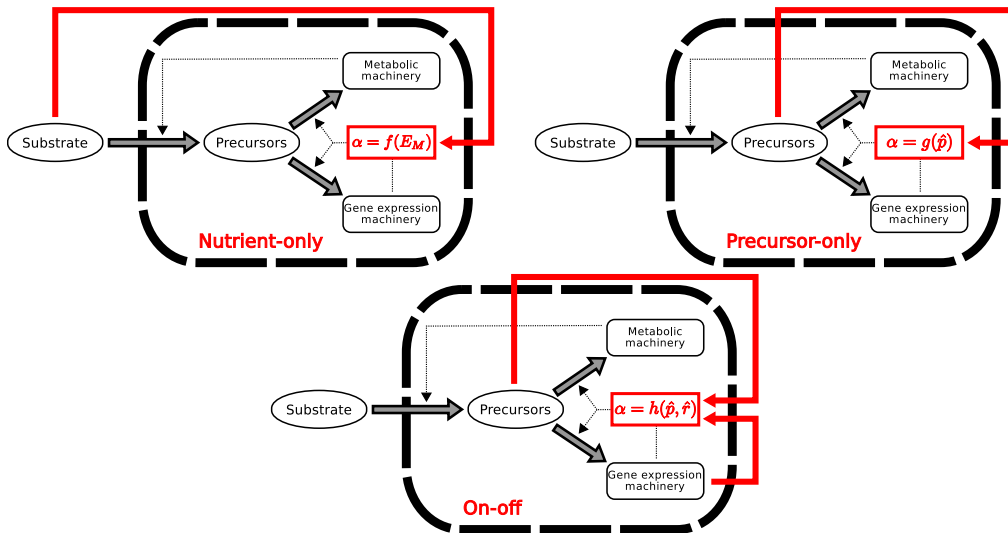 Metabolic
machinery
Substrate
Precursors
α = f(E_M)
Gene expression
machinery
Nutrient-only
Metabolic
machinery
Substrate
Precursors
α = g(p̂)
Gene expression
machinery
Precursor-only
Metabolic
machinery
Substrate
Precursors
α = h(p̂, r̂)
Gene expression
machinery
On-off